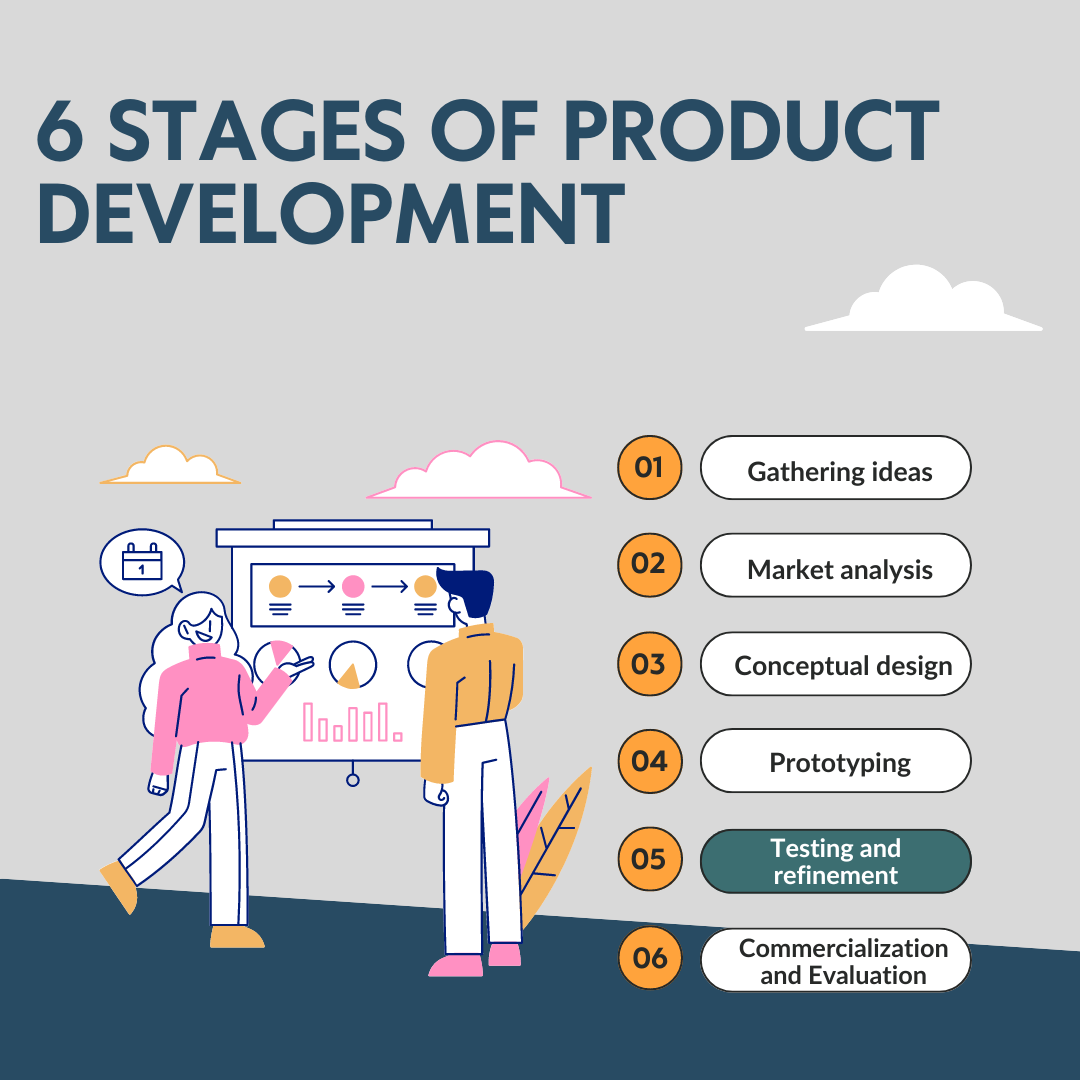 6 STAGES OF PRODUCT
DEVELOPMENT
01
Gathering ideas
02
Market analysis
03
Conceptual design
04
Prototyping
05
Testing and
refinement
06
Commercialization
and Evaluation
1